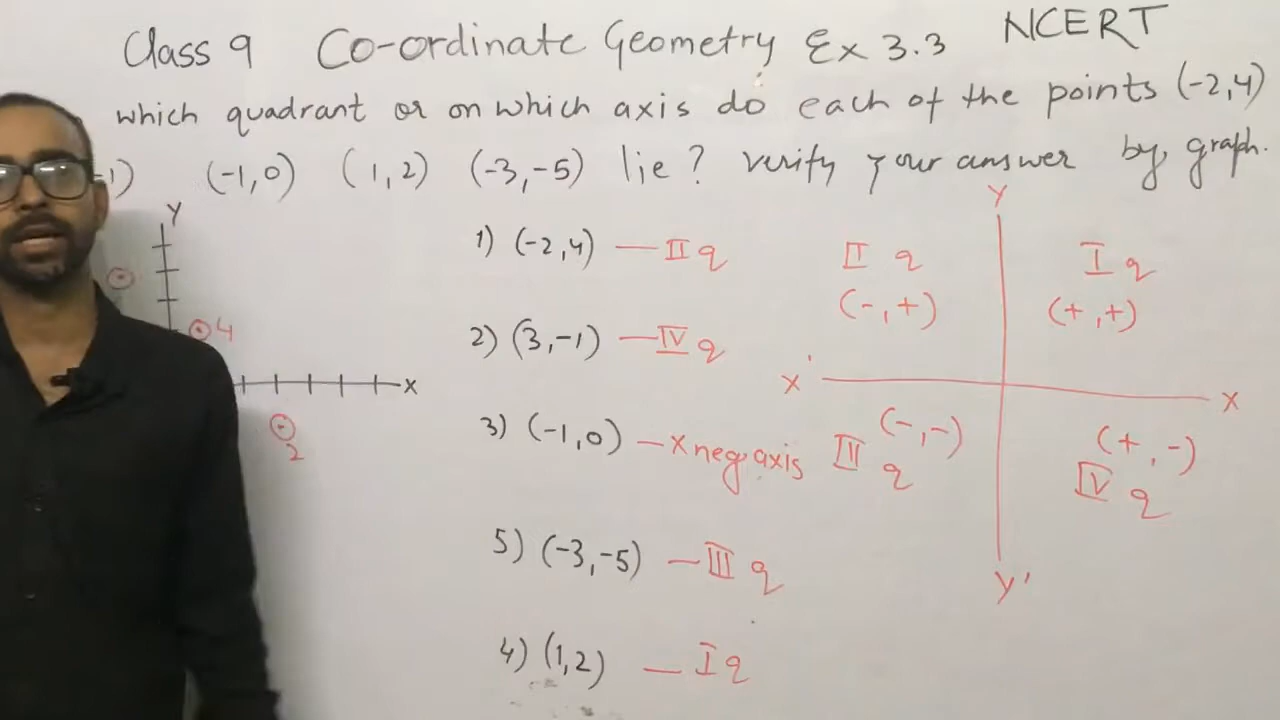 Class 9 Co-ordinate Geometry Ex 3.3 NCERT
which quadrant or on which axis do each of the points (-2,4)
-1) (-1,0) (1,2) (-3,-5) lie? verify your answer by graph.
Y
4
X
2
1) (-2,4) — II q
2) (3,-1) — IV q
3) (-1,0) — x neg axis
5) (-3,-5) — III q
4) (1,2) — I q
Y
II q
(-,+)
I q
(+,+)
X'
X
(-,-)
III q
(+,-)
IV q
Y'